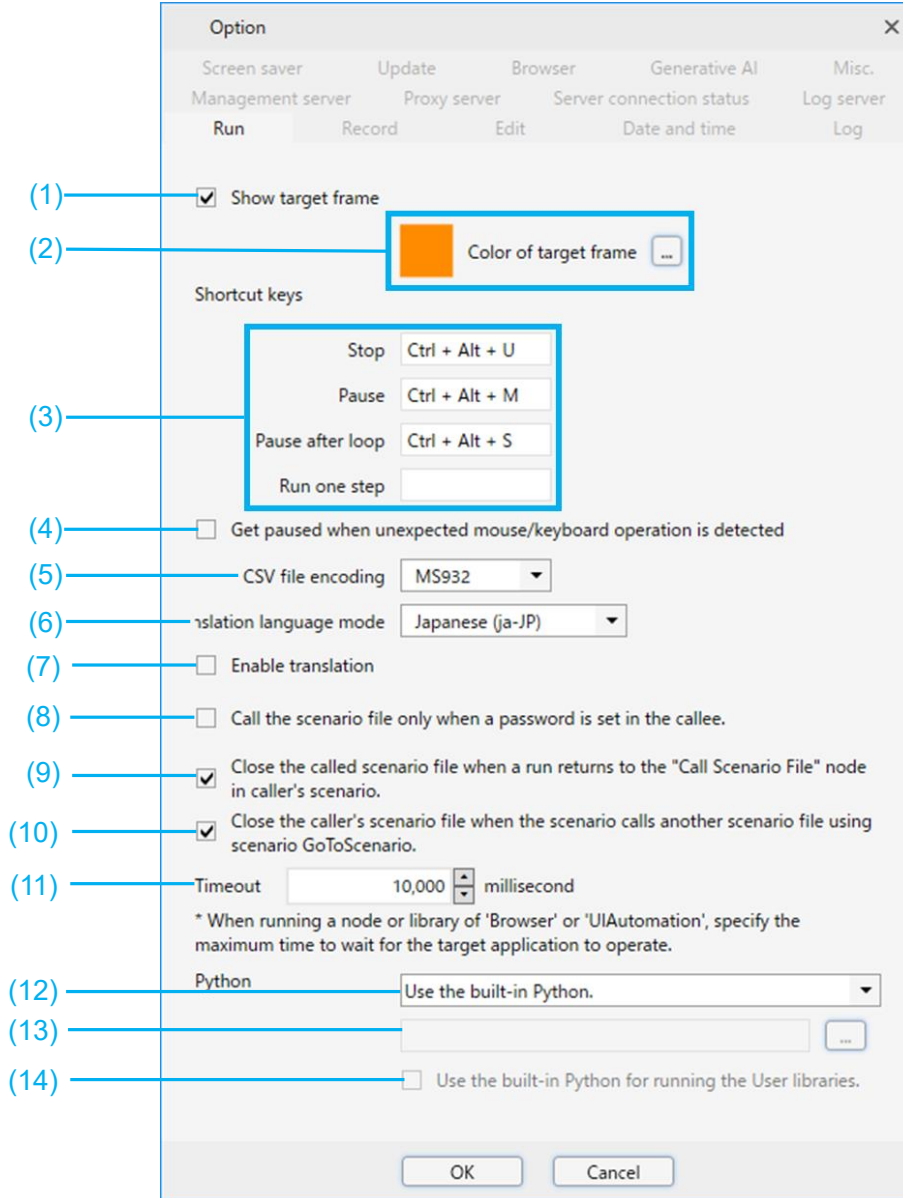 Option
Screen saver Update Browser Generative AI Misc.
Management server Proxy server Server connection status Log server
Run Record Edit Date and time Log
(1) Show target frame
(2) Color of target frame ...
Shortcut keys
Stop Ctrl + Alt + U
(3) Pause Ctrl + Alt + M
Pause after loop Ctrl + Alt + S
Run one step
(4) Get paused when unexpected mouse/keyboard operation is detected
(5) CSV file encoding MS932
(6) nslation language mode Japanese (ja-JP)
(7) Enable translation
(8) Call the scenario file only when a password is set in the callee.
(9) Close the called scenario file when a run returns to the "Call Scenario File" node
in caller's scenario.
(10) Close the caller's scenario file when the scenario calls another scenario file using
scenario GoToScenario.
(11) Timeout 10,000 millisecond
* When running a node or library of 'Browser' or 'UIAutomation', specify the
maximum time to wait for the target application to operate.
Python
(12) Use the built-in Python.
(13) ...
(14) Use the built-in Python for running the User libraries.
OK Cancel